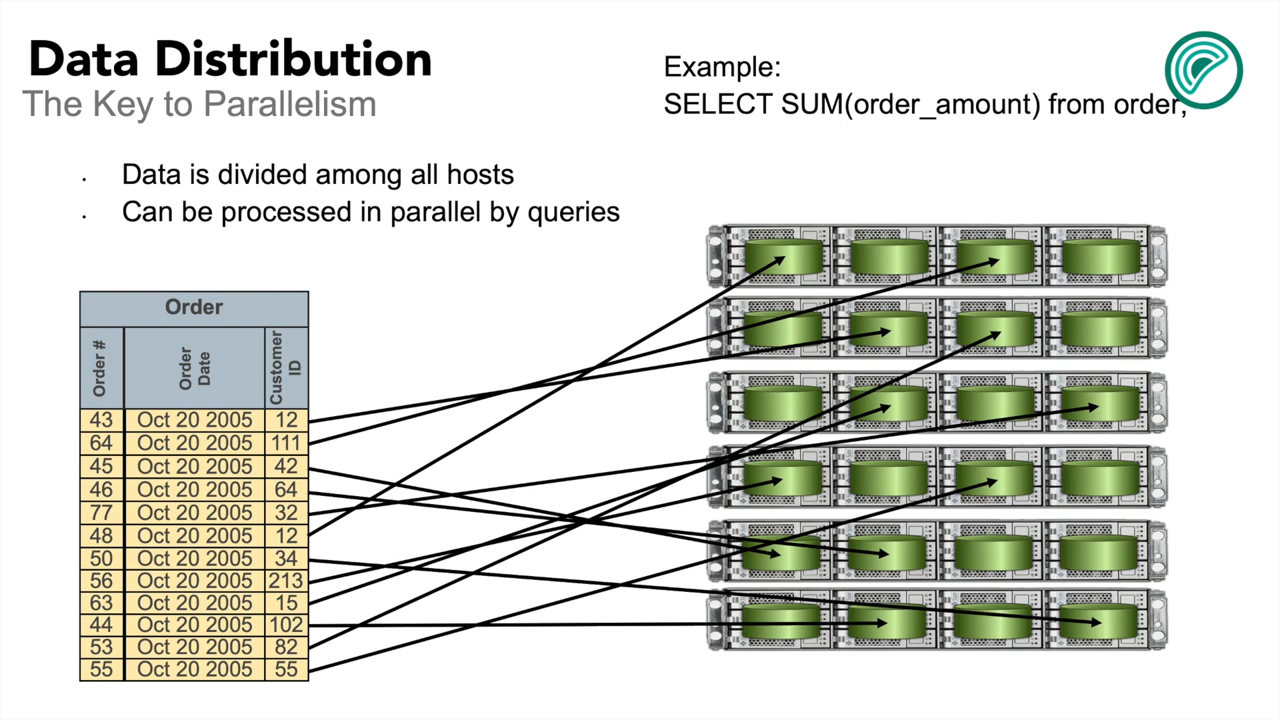 Data Distribution
The Key to Parallelism
Example:
SELECT SUM(order_amount) from order;
· Data is divided among all hosts
· Can be processed in parallel by queries
Order
Order # Order Date Customer ID
43 Oct 20 2005 12
64 Oct 20 2005 111
45 Oct 20 2005 42
46 Oct 20 2005 64
77 Oct 20 2005 32
48 Oct 20 2005 12
50 Oct 20 2005 34
56 Oct 20 2005 213
63 Oct 20 2005 15
44 Oct 20 2005 102
53 Oct 20 2005 82
55 Oct 20 2005 55